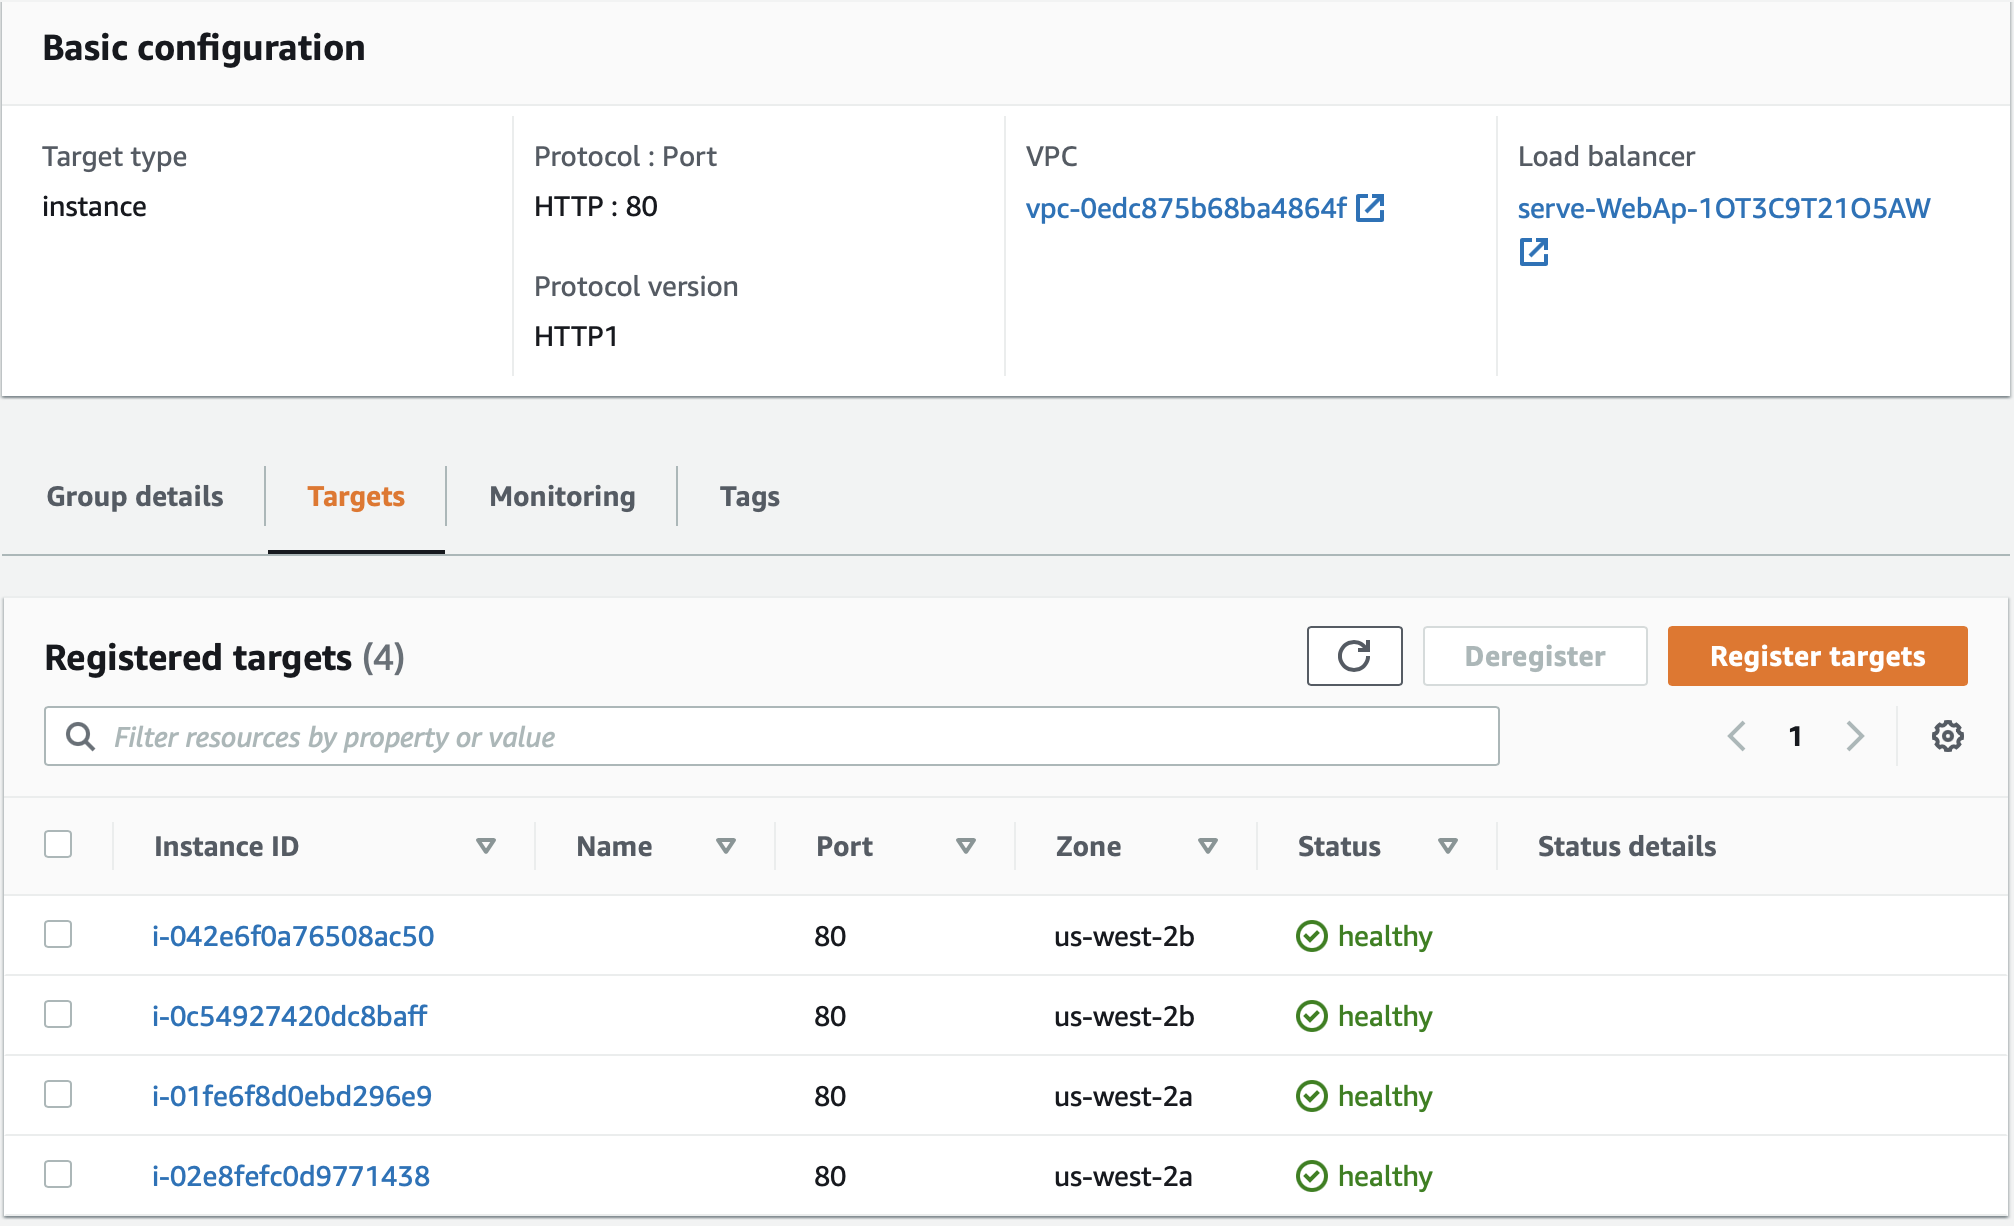 Basic configuration
Target type
instance
Protocol : Port
HTTP : 80
Protocol version
HTTP1
VPC
vpc-0edc875b68ba4864f
Load balancer
serve-WebAp-1OT3C9T21O5AW
Group details Targets Monitoring Tags
Registered targets (4)
Deregister Register targets
Filter resources by property or value
1
Instance ID Name Port Zone Status Status details
i-042e6f0a76508ac50 80 us-west-2b healthy
i-0c54927420dc8baff 80 us-west-2b healthy
i-01fe6f8d0ebd296e9 80 us-west-2a healthy
i-02e8fefc0d9771438 80 us-west-2a healthy